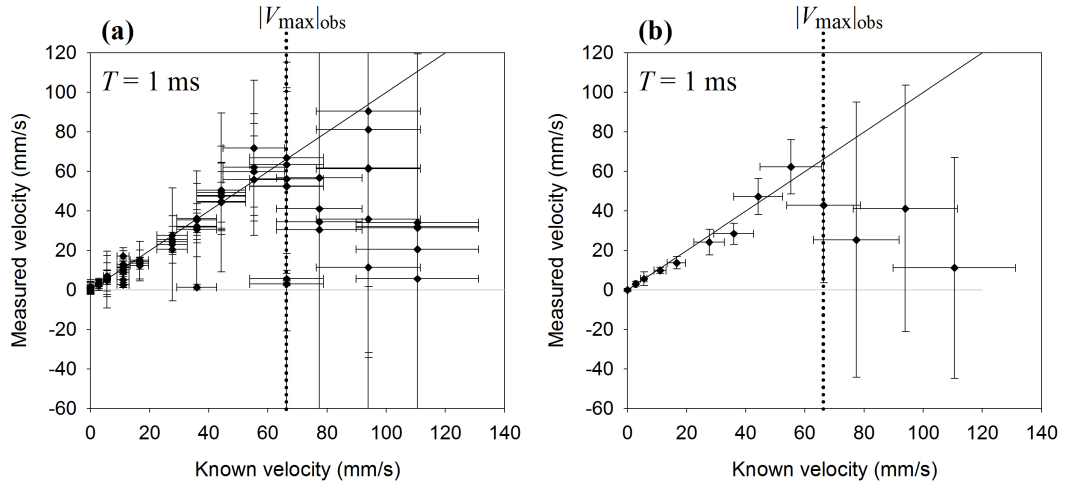 (a)
|Vmax|obs
T = 1 ms
Measured velocity (mm/s)
120
100
80
60
40
20
0
-20
-40
-60
0 20 40 60 80 100 120 140
Known velocity (mm/s)
(b)
|Vmax|obs
T = 1 ms
Measured velocity (mm/s)
120
100
80
60
40
20
0
-20
-40
-60
0 20 40 60 80 100 120 140
Known velocity (mm/s)